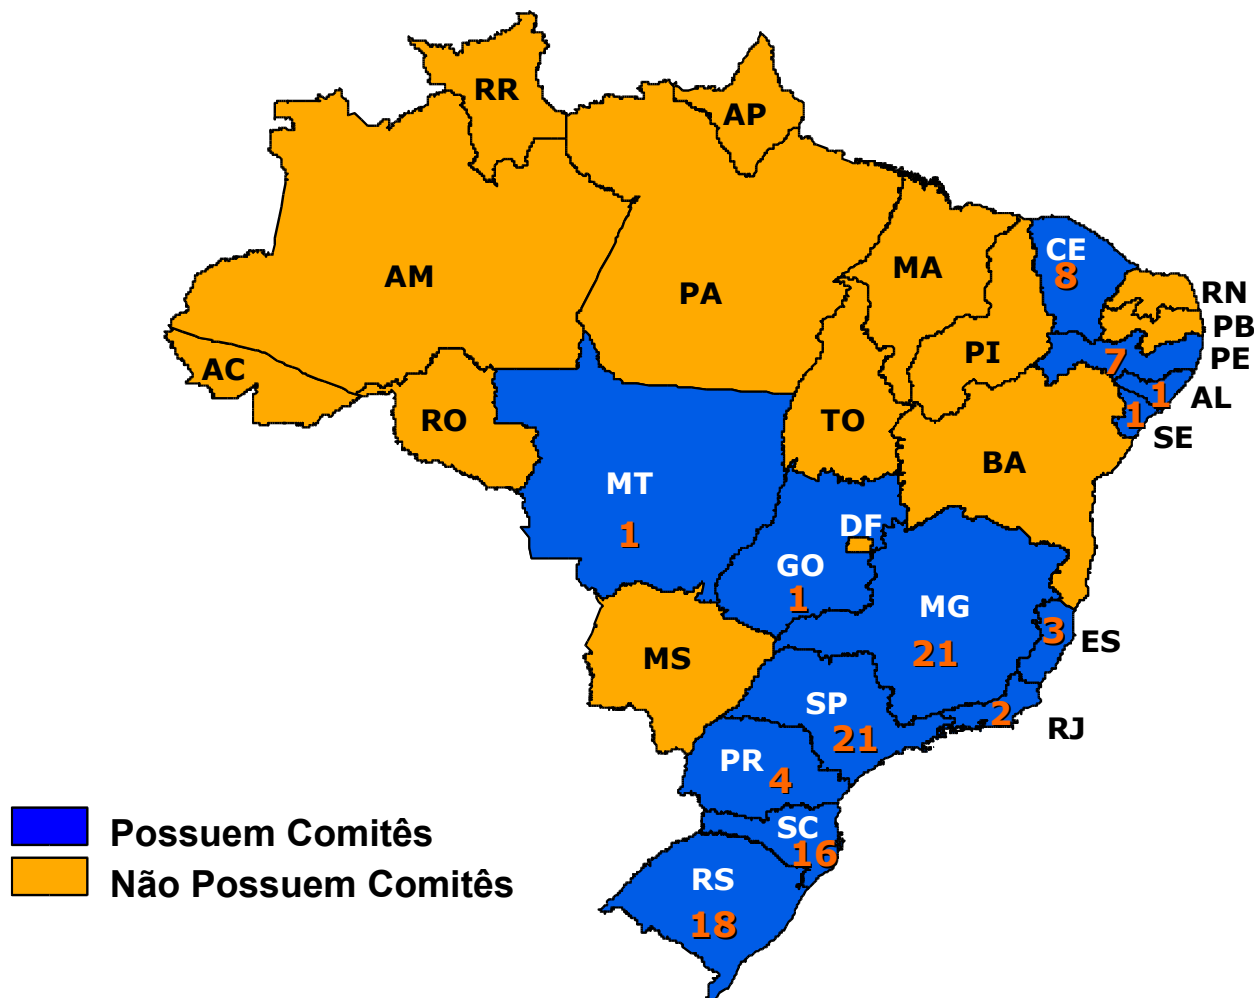 RR
AP
CE
8
MA
AM
PA
RN
PB
PI
PE
7
AC
1
AL
1
RO
TO
SE
BA
MT
DF
1
GO
1
MG
3
ES
MS
21
SP
2
RJ
21
PR
4
SC
Possuem Comitês
16
RS
Não Possuem Comitês
18